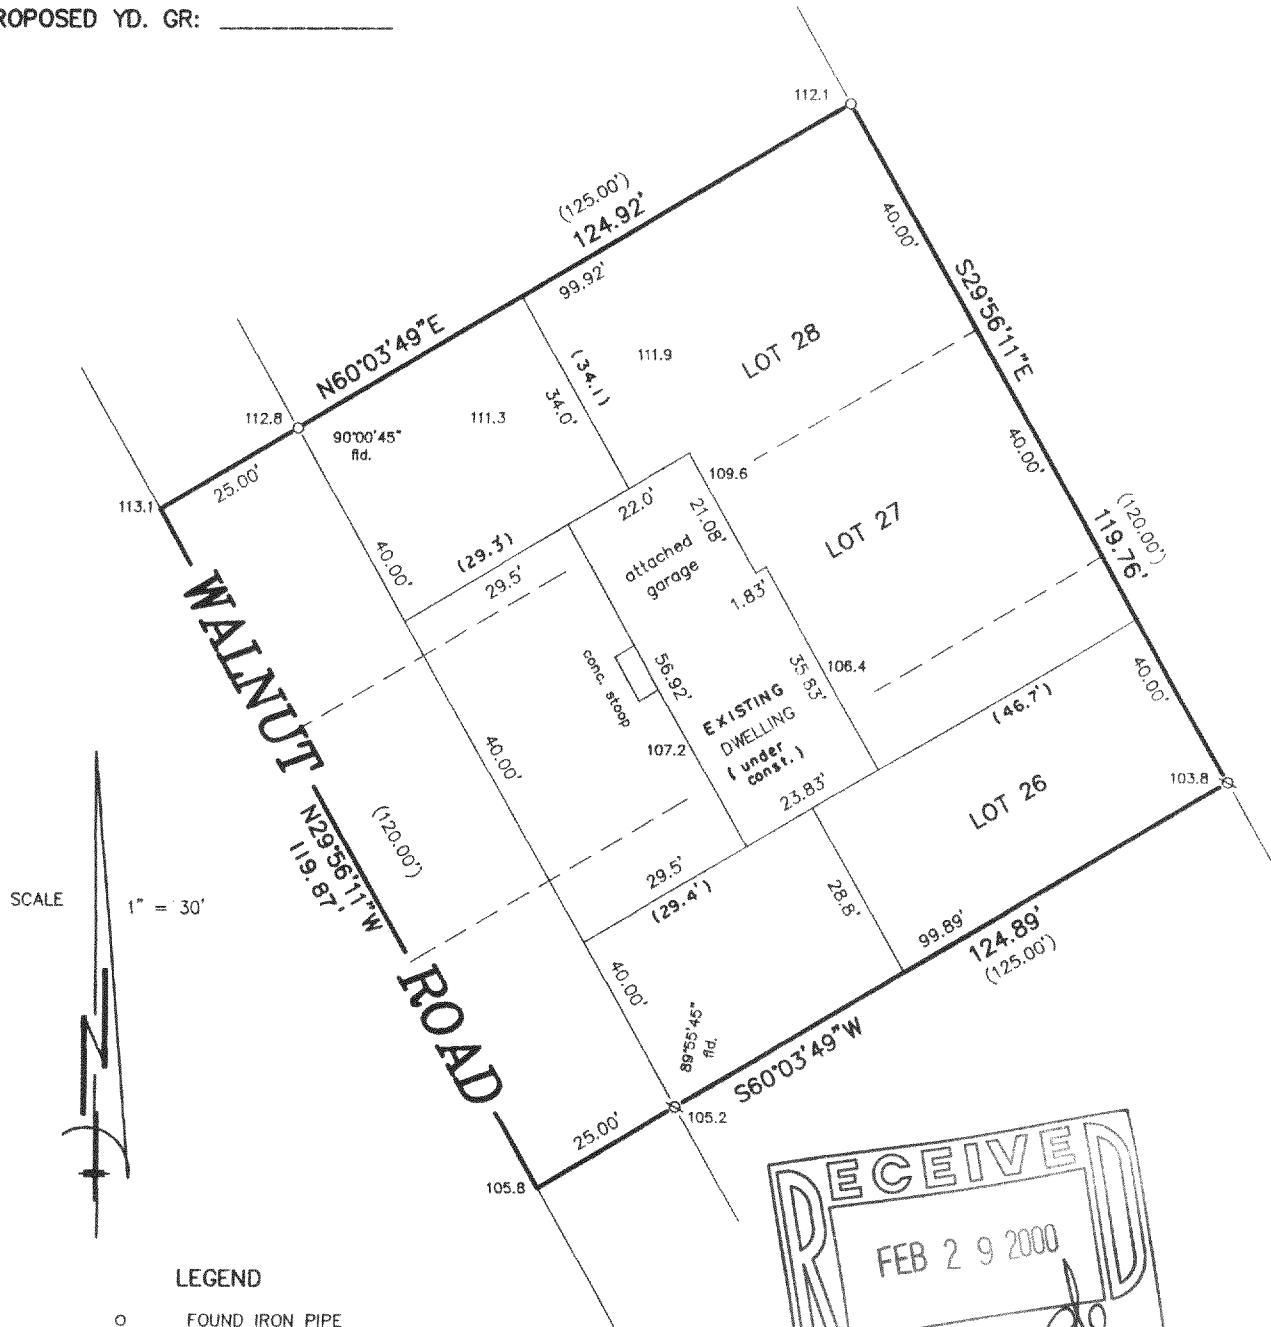 ROPOSED YD. GR:
112.1
(125.00')
124.92'
99.92'
N60°03'49"E
40.00'
S29°56'11"E
LOT 28
111.9
(34.1)
34.0'
111.3
112.8
90°00'45"
fld.
25.00'
113.1
109.6
22.0'
21.08'
attached
garage
LOT 27
40.00'
(120.00')
119.76'
(29.3)
29.5'
40.00'
1.83'
conc. stoop
56.92'
35.83'
106.4
EXISTING
DWELLING
( under
const. )
107.2
23.83'
(46.7')
40.00'
103.8
LOT 26
WALNUT ROAD
40.00'
N29°56'11"W
119.87'
(120.00')
SCALE
1" = 30'
N
29.5'
(29.4')
28.8'
99.89'
124.89'
(125.00')
40.00'
89°55'45"
fld.
S60°03'49"W
25.00'
105.2
105.8
RECEIVED
FEB 29 2000
LEGEND
○ FOUND IRON PIPE